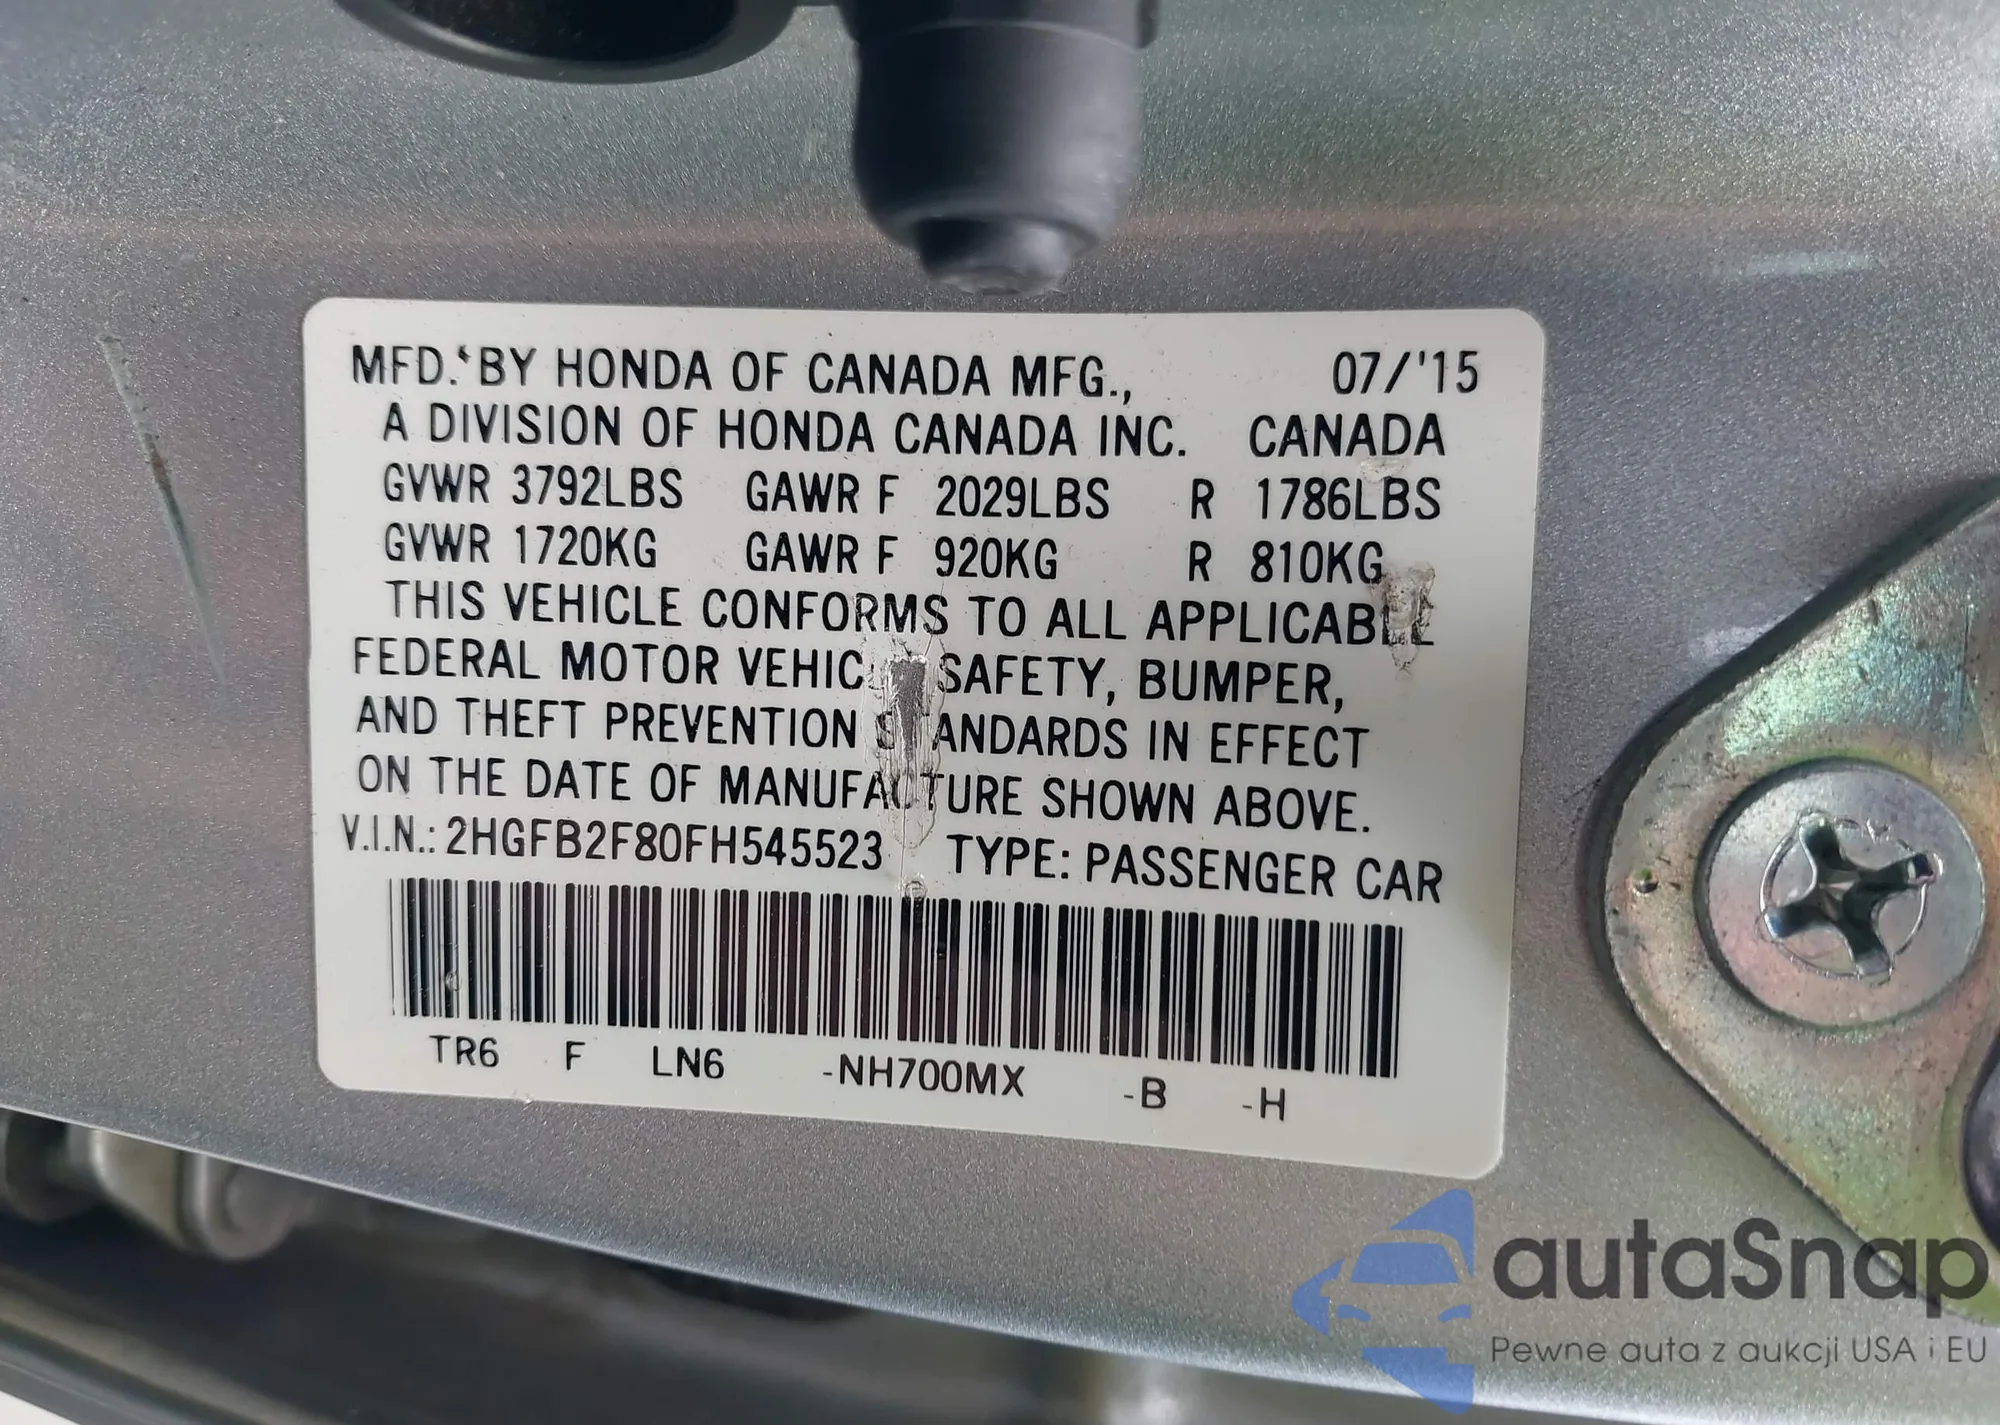 MFD. BY HONDA OF CANADA MFG., 07/'15
A DIVISION OF HONDA CANADA INC. CANADA
GVWR 3792LBS GAWR F 2029LBS R 1786LBS
GVWR 1720KG GAWR F 920KG R 810KG
THIS VEHICLE CONFORMS TO ALL APPLICABLE
FEDERAL MOTOR VEHICLE SAFETY, BUMPER,
AND THEFT PREVENTION STANDARDS IN EFFECT
ON THE DATE OF MANUFACTURE SHOWN ABOVE.
V.I.N.: 2HGFB2F80FH545523 TYPE: PASSENGER CAR
TR6 F LN6 -NH700MX -B -H
autaSnap
Pewne auta z aukcji USA i EU